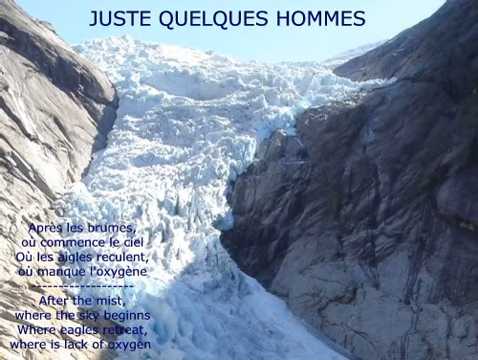 JUSTE QUELQUES HOMMES
Après les brumes,
où commence le ciel
Où les aigles reculent,
où manque l'oxygène
-------------------
After the mist,
where the sky beginns
Where eagles retreat,
where is lack of oxygen